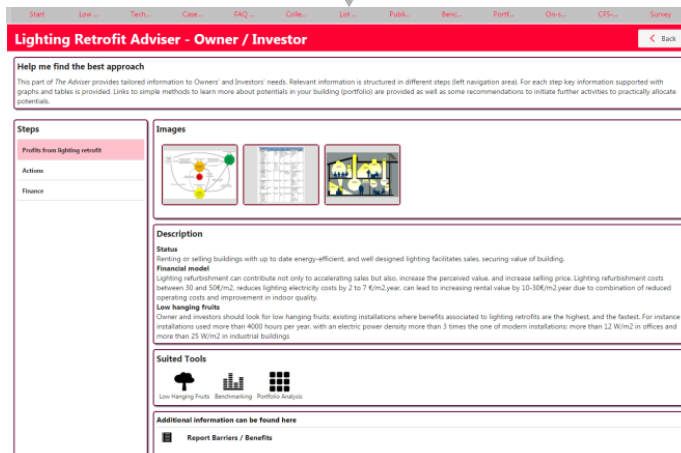 Start Low ... Tech... Case... FAQ ... Colle... List ... Publi... Benc... Portf... On-s... CFS-... Survey
Lighting Retrofit Adviser - Owner / Investor
Back
Help me find the best approach
This part of The Adviser provides tailored information to Owners' and Investors' needs. Relevant information is structured in different steps (left navigation area). For each step key information supported with
graphs and tables is provided. Links to simple methods to learn more about potentials in your building (portfolio) are provided as well as some recommendations to initiate further activities to practically allocate
potentials.
Steps
Profits from lighting retrofit
Actions
Finance
Images
Description
Status
Renting or selling buildings with up to date energy-efficient, and well designed lighting facilitates sales, securing value of building.
Financial model
Lighting refurbishment can contribute not only to accelerating sales but also, increase the perceived value, and increase selling price. Lighting refurbishment costs
between 30 and 50€/m2, reduces lighting electricity costs by 2 to 7 €/m2.year, can lead to increasing rental value by 10-30€/m2.year due to combination of reduced
operating costs and improvement in indoor quality.
Low hanging fruits
Owner and investors should look for low hanging fruits: existing installations where benefits associated to lighting retrofits are the highest, and the fastest. For instance
installations used more than 4000 hours per year, with an electric power density more than 3 times the one of modern installations: more than 12 W/m2 in offices and
more than 25 W/m2 in industrial buildings
Suited Tools
Low Hanging Fruits Benchmarking Portfolio Analysis
Additional information can be found here
Report Barriers / Benefits